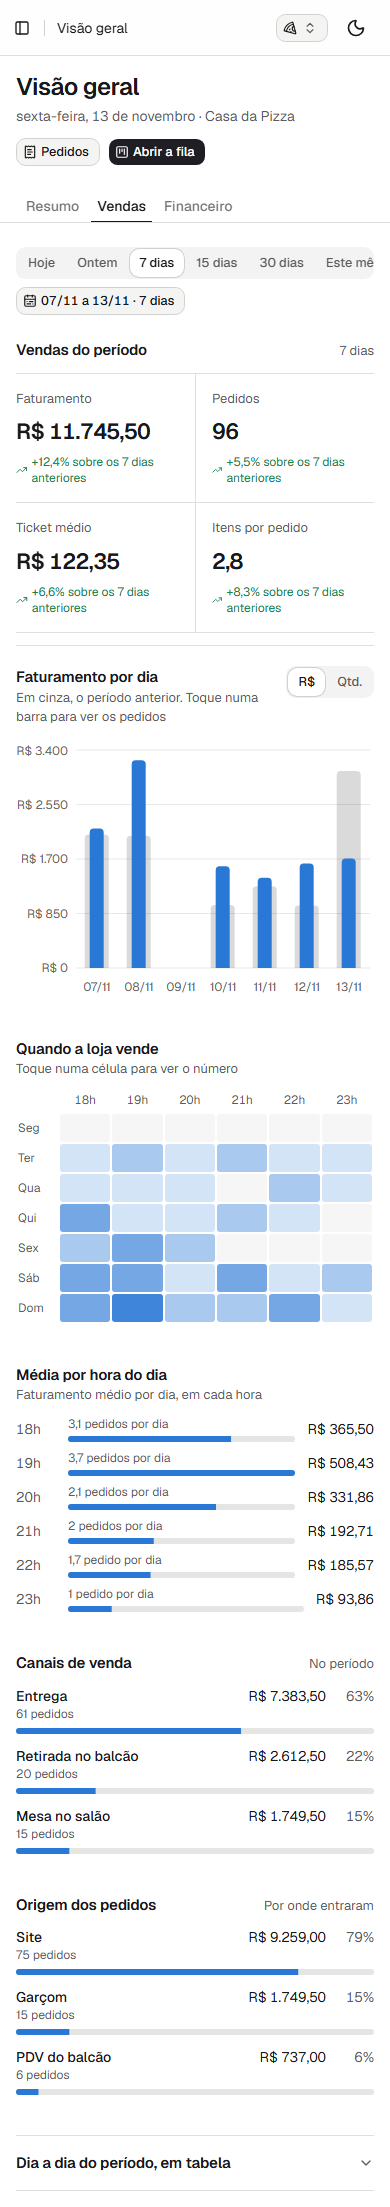 Visão geral
Visão geral
sexta-feira, 13 de novembro · Casa da Pizza
Pedidos
Abrir a fila
Resumo
Vendas
Financeiro
Hoje
Ontem
7 dias
15 dias
30 dias
Este mê
07/11 a 13/11 · 7 dias
Vendas do período
7 dias
Faturamento
R$ 11.745,50
+12,4% sobre os 7 dias
anteriores
Pedidos
96
+5,5% sobre os 7 dias
anteriores
Ticket médio
R$ 122,35
+6,6% sobre os 7 dias
anteriores
Itens por pedido
2,8
+8,3% sobre os 7 dias
anteriores
Faturamento por dia
Em cinza, o período anterior. Toque numa
barra para ver os pedidos
R$
Qtd.
R$ 3.400
R$ 2.550
R$ 1.700
R$ 850
R$ 0
07/11
08/11
09/11
10/11
11/11
12/11
13/11
Quando a loja vende
Toque numa célula para ver o número
18h
19h
20h
21h
22h
23h
Seg
Ter
Qua
Qui
Sex
Sáb
Dom
Média por hora do dia
Faturamento médio por dia, em cada hora
18h
3,1 pedidos por dia
R$ 365,50
19h
3,7 pedidos por dia
R$ 508,43
20h
2,1 pedidos por dia
R$ 331,86
21h
2 pedidos por dia
R$ 192,71
22h
1,7 pedido por dia
R$ 185,57
23h
1 pedido por dia
R$ 93,86
Canais de venda
No período
Entrega
R$ 7.383,50
63%
61 pedidos
Retirada no balcão
R$ 2.612,50
22%
20 pedidos
Mesa no salão
R$ 1.749,50
15%
15 pedidos
Origem dos pedidos
Por onde entraram
Site
R$ 9.259,00
79%
75 pedidos
Garçom
R$ 1.749,50
15%
15 pedidos
PDV do balcão
R$ 737,00
6%
6 pedidos
Dia a dia do período, em tabela